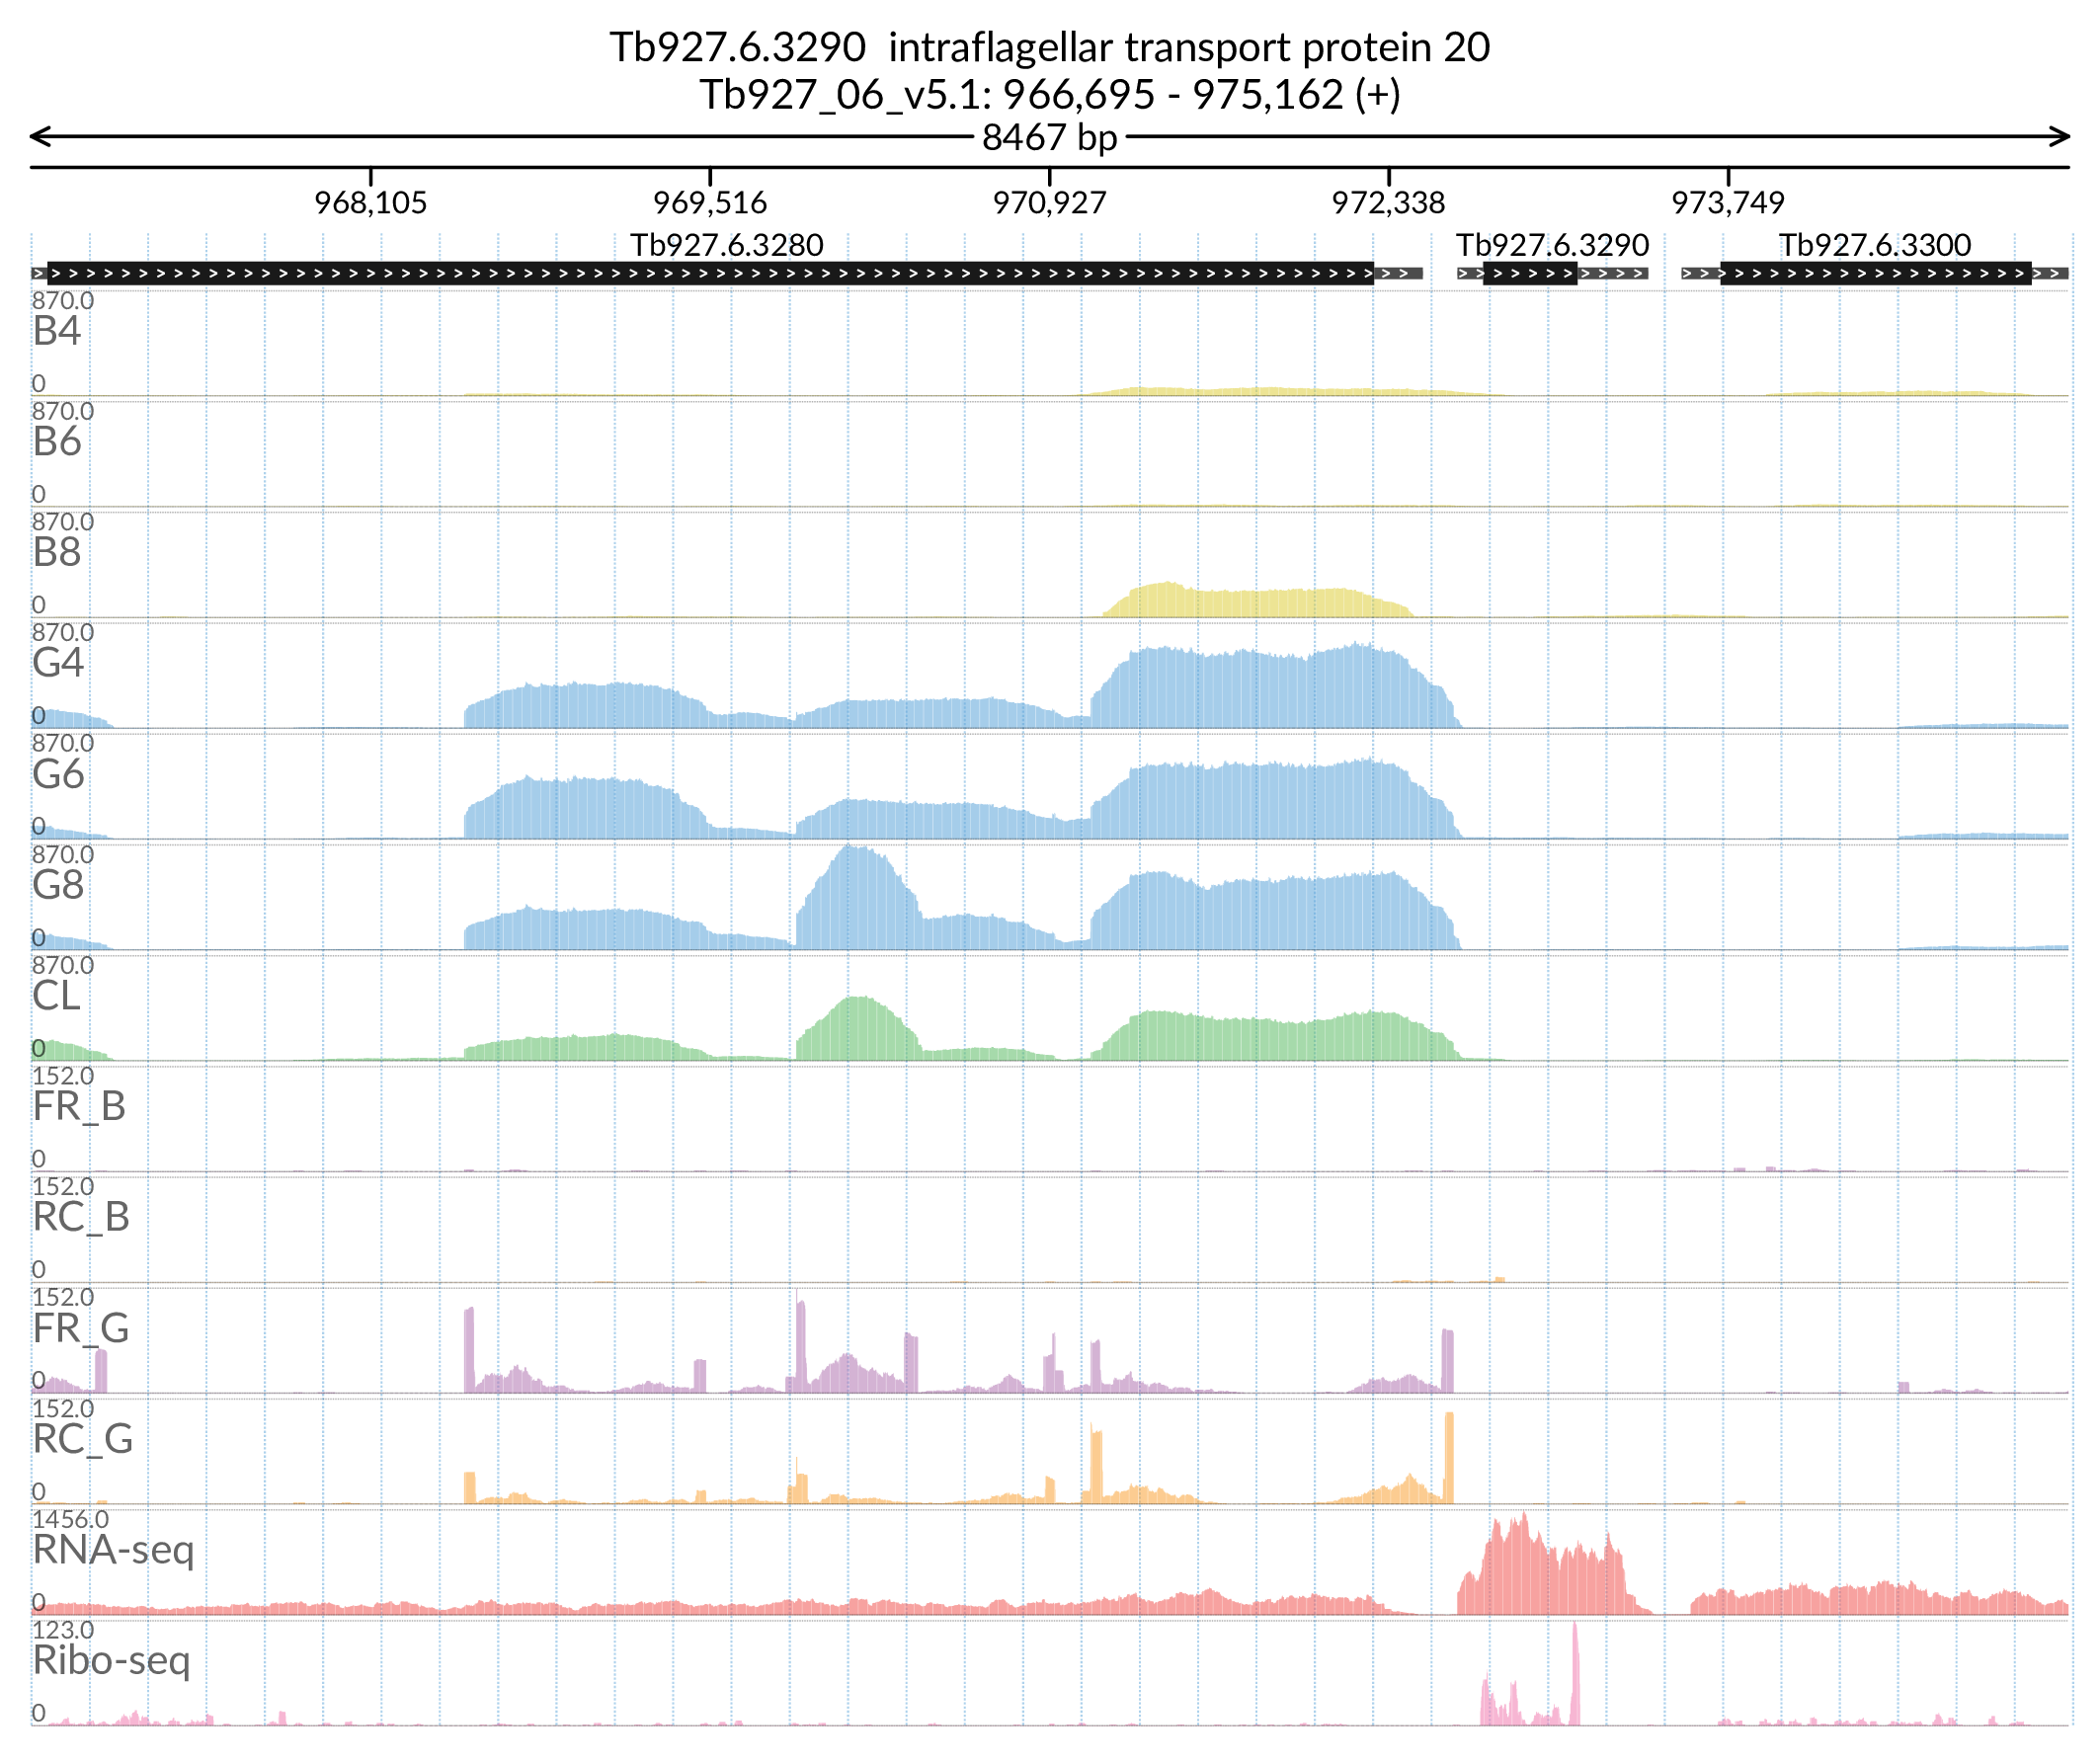 Tb927.6.3290  intraflagellar transport protein 20
Tb927_06_v5.1: 966,695 - 975,162 (+)
8467 bp
968,105 969,516 970,927 972,338 973,749
Tb927.6.3280 Tb927.6.3290 Tb927.6.3300
870.0
B4
0
870.0
B6
0
870.0
B8
0
870.0
G4
0
870.0
G6
0
870.0
G8
0
870.0
CL
0
152.0
FR_B
0
152.0
RC_B
0
152.0
FR_G
0
152.0
RC_G
0
1456.0
RNA-seq
0
123.0
Ribo-seq
0